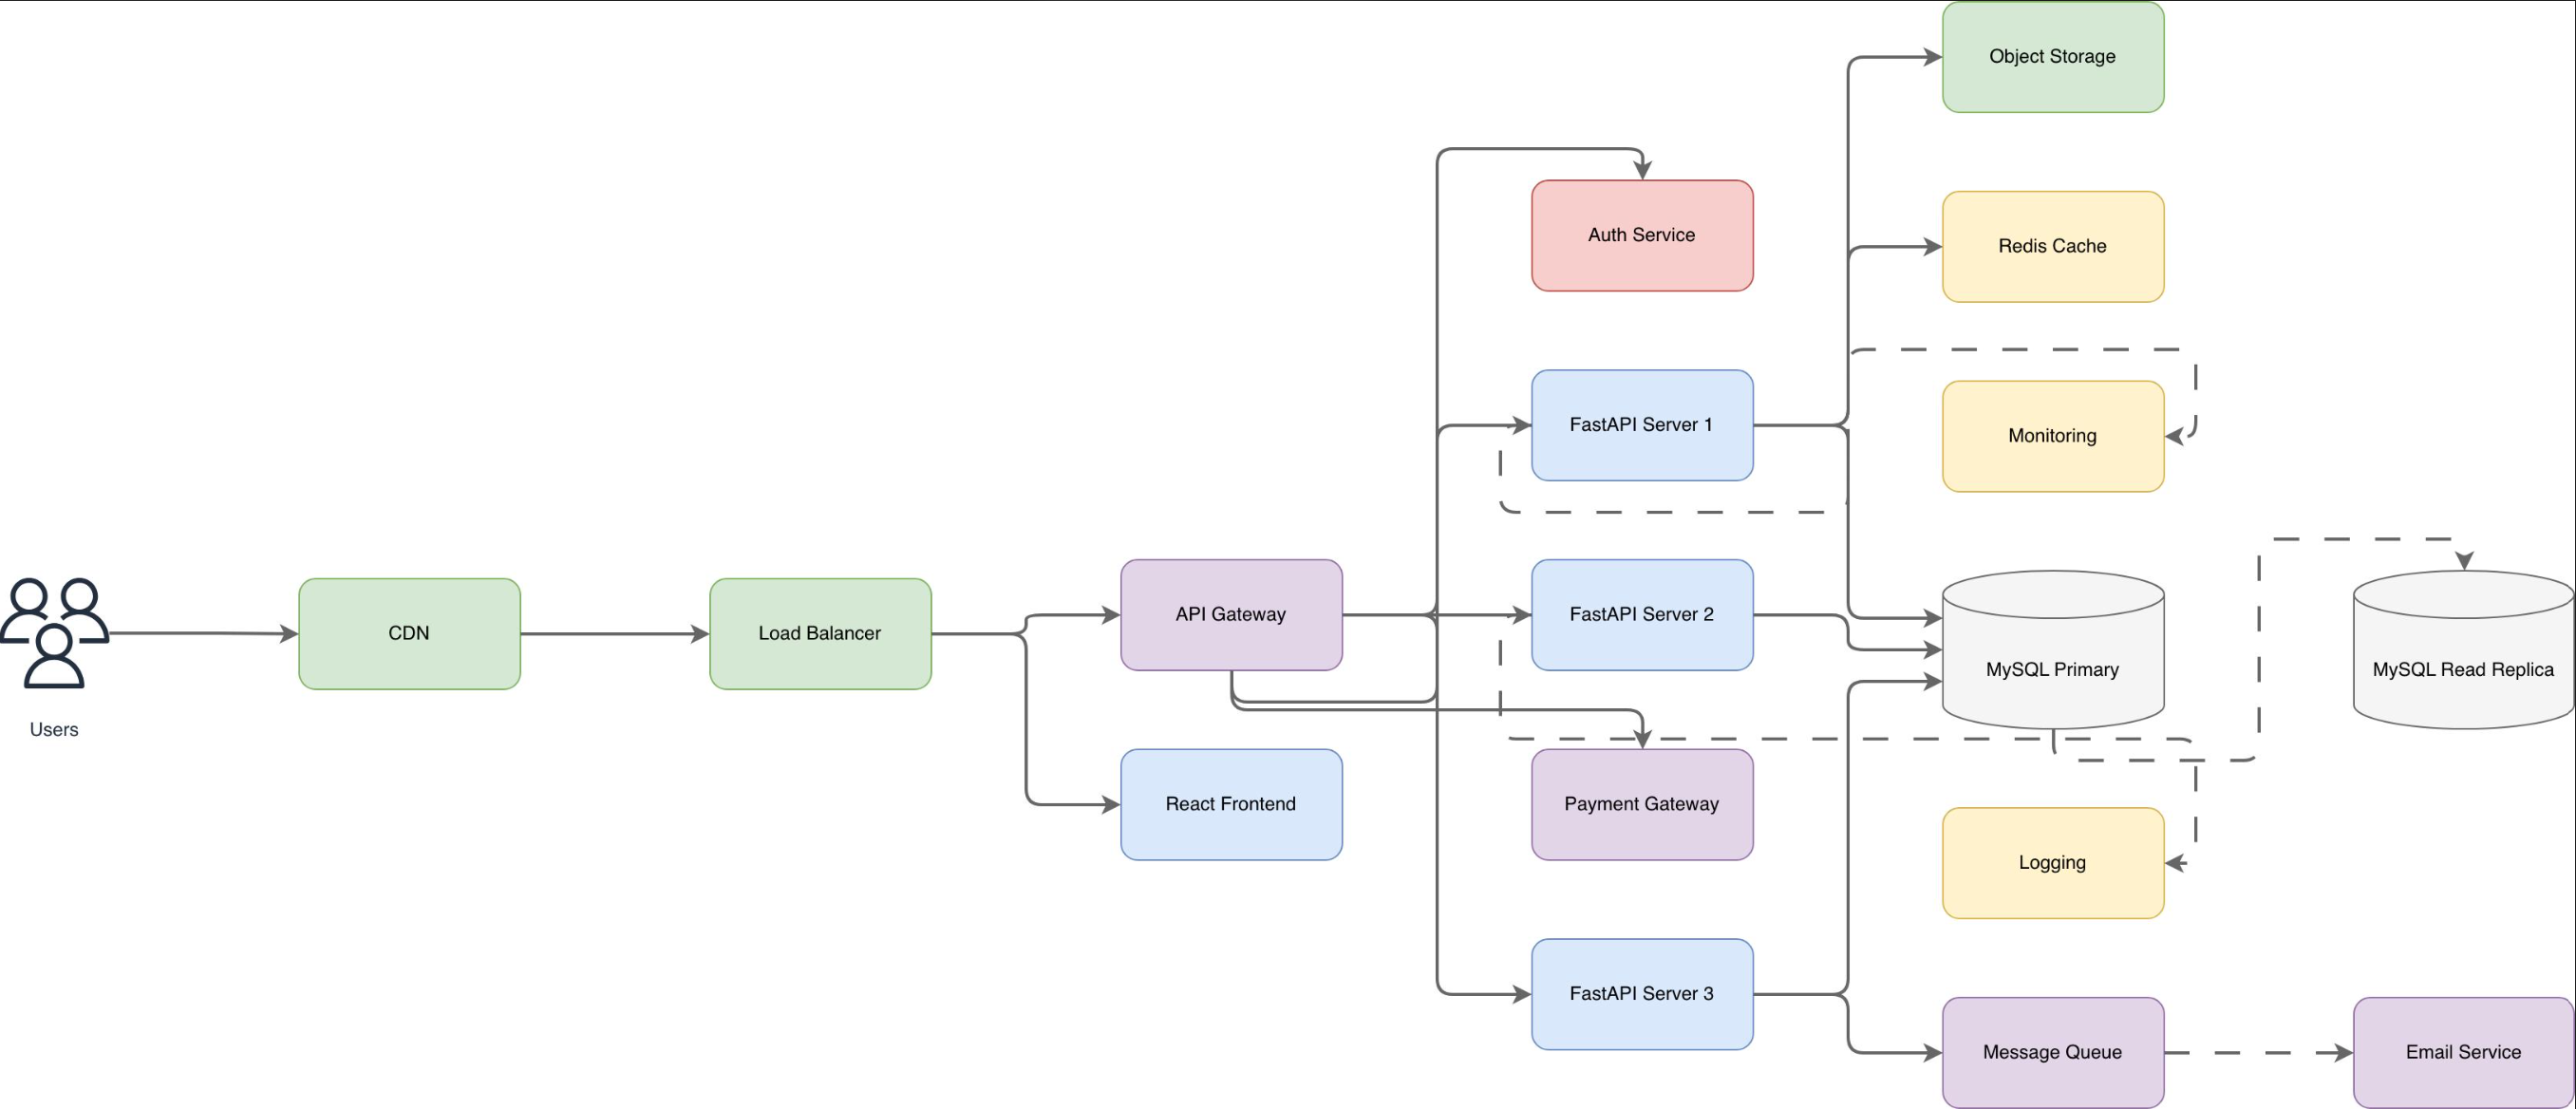 Object Storage
Auth Service
Redis Cache
FastAPI Server 1
Monitoring
Users
CDN
Load Balancer
API Gateway
FastAPI Server 2
MySQL Primary
MySQL Read Replica
React Frontend
Payment Gateway
Logging
FastAPI Server 3
Message Queue
Email Service